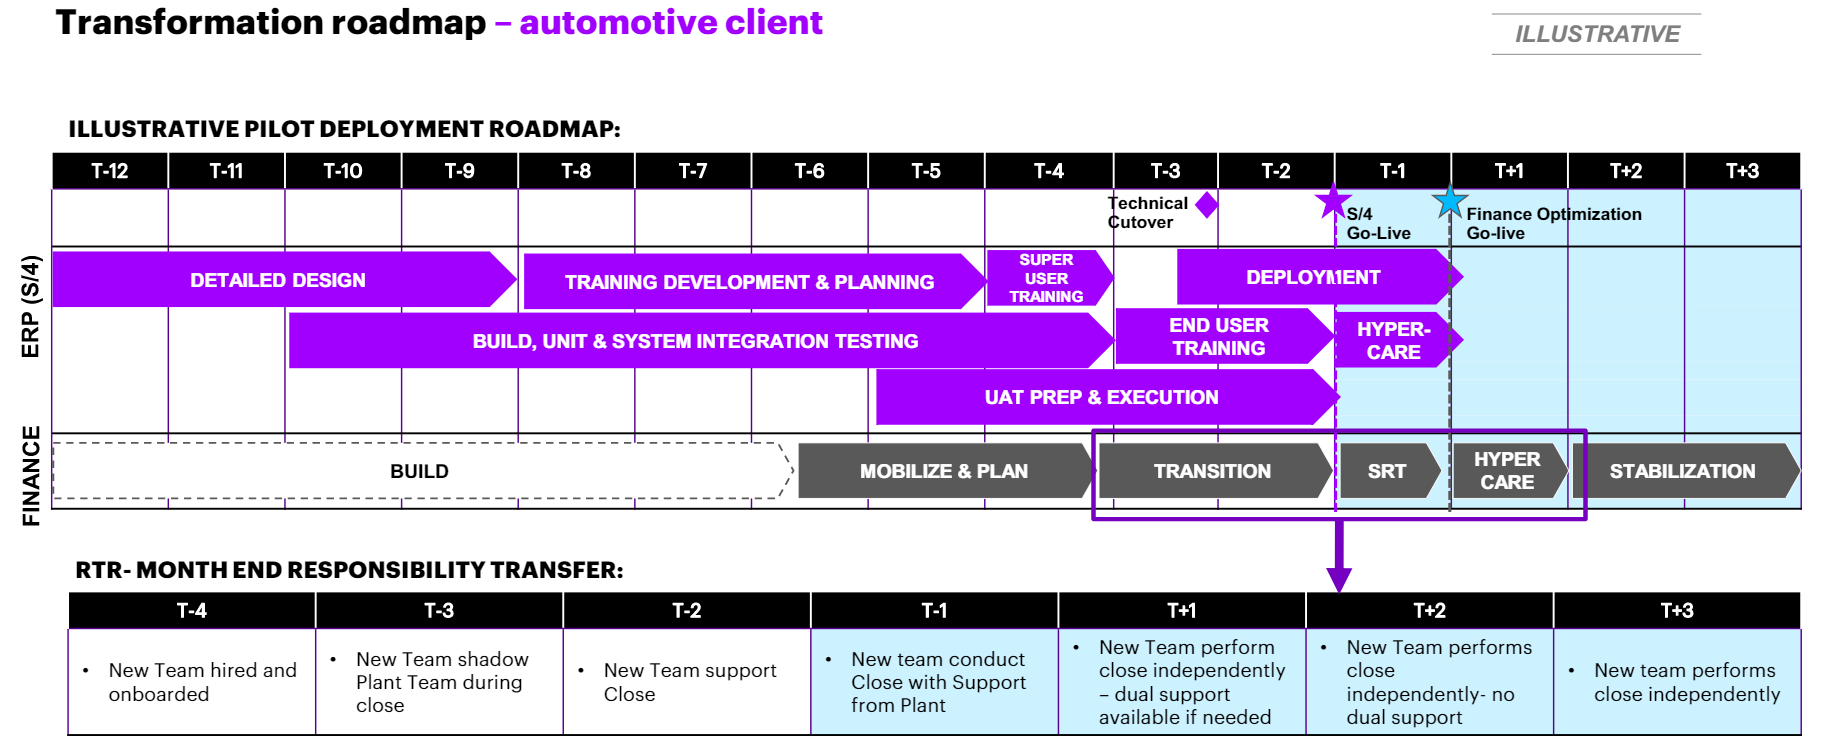 Transformation roadmap – automotive client
ILLUSTRATIVE
ILLUSTRATIVE PILOT DEPLOYMENT ROADMAP:
T-12 T-11 T-10 T-9 T-8 T-7 T-6 T-5 T-4 T-3 T-2 T-1 T+1 T+2 T+3
Technical
Cutover
S/4
Go-Live
Finance Optimization
Go-live
ERP (S/4)
DETAILED DESIGN
TRAINING DEVELOPMENT & PLANNING
SUPER
USER
TRAINING
DEPLOYMENT
BUILD, UNIT & SYSTEM INTEGRATION TESTING
END USER
TRAINING
HYPER-
CARE
UAT PREP & EXECUTION
FINANCE
BUILD
MOBILIZE & PLAN
TRANSITION
SRT
HYPER
CARE
STABILIZATION
RTR- MONTH END RESPONSIBILITY TRANSFER:
T-4 T-3 T-2 T-1 T+1 T+2 T+3
• New Team hired and
onboarded
• New Team shadow
Plant Team during
close
• New Team support
Close
• New team conduct
Close with Support
from Plant
• New Team perform
close independently
– dual support
available if needed
• New Team performs
close
independently- no
dual support
• New team performs
close independently